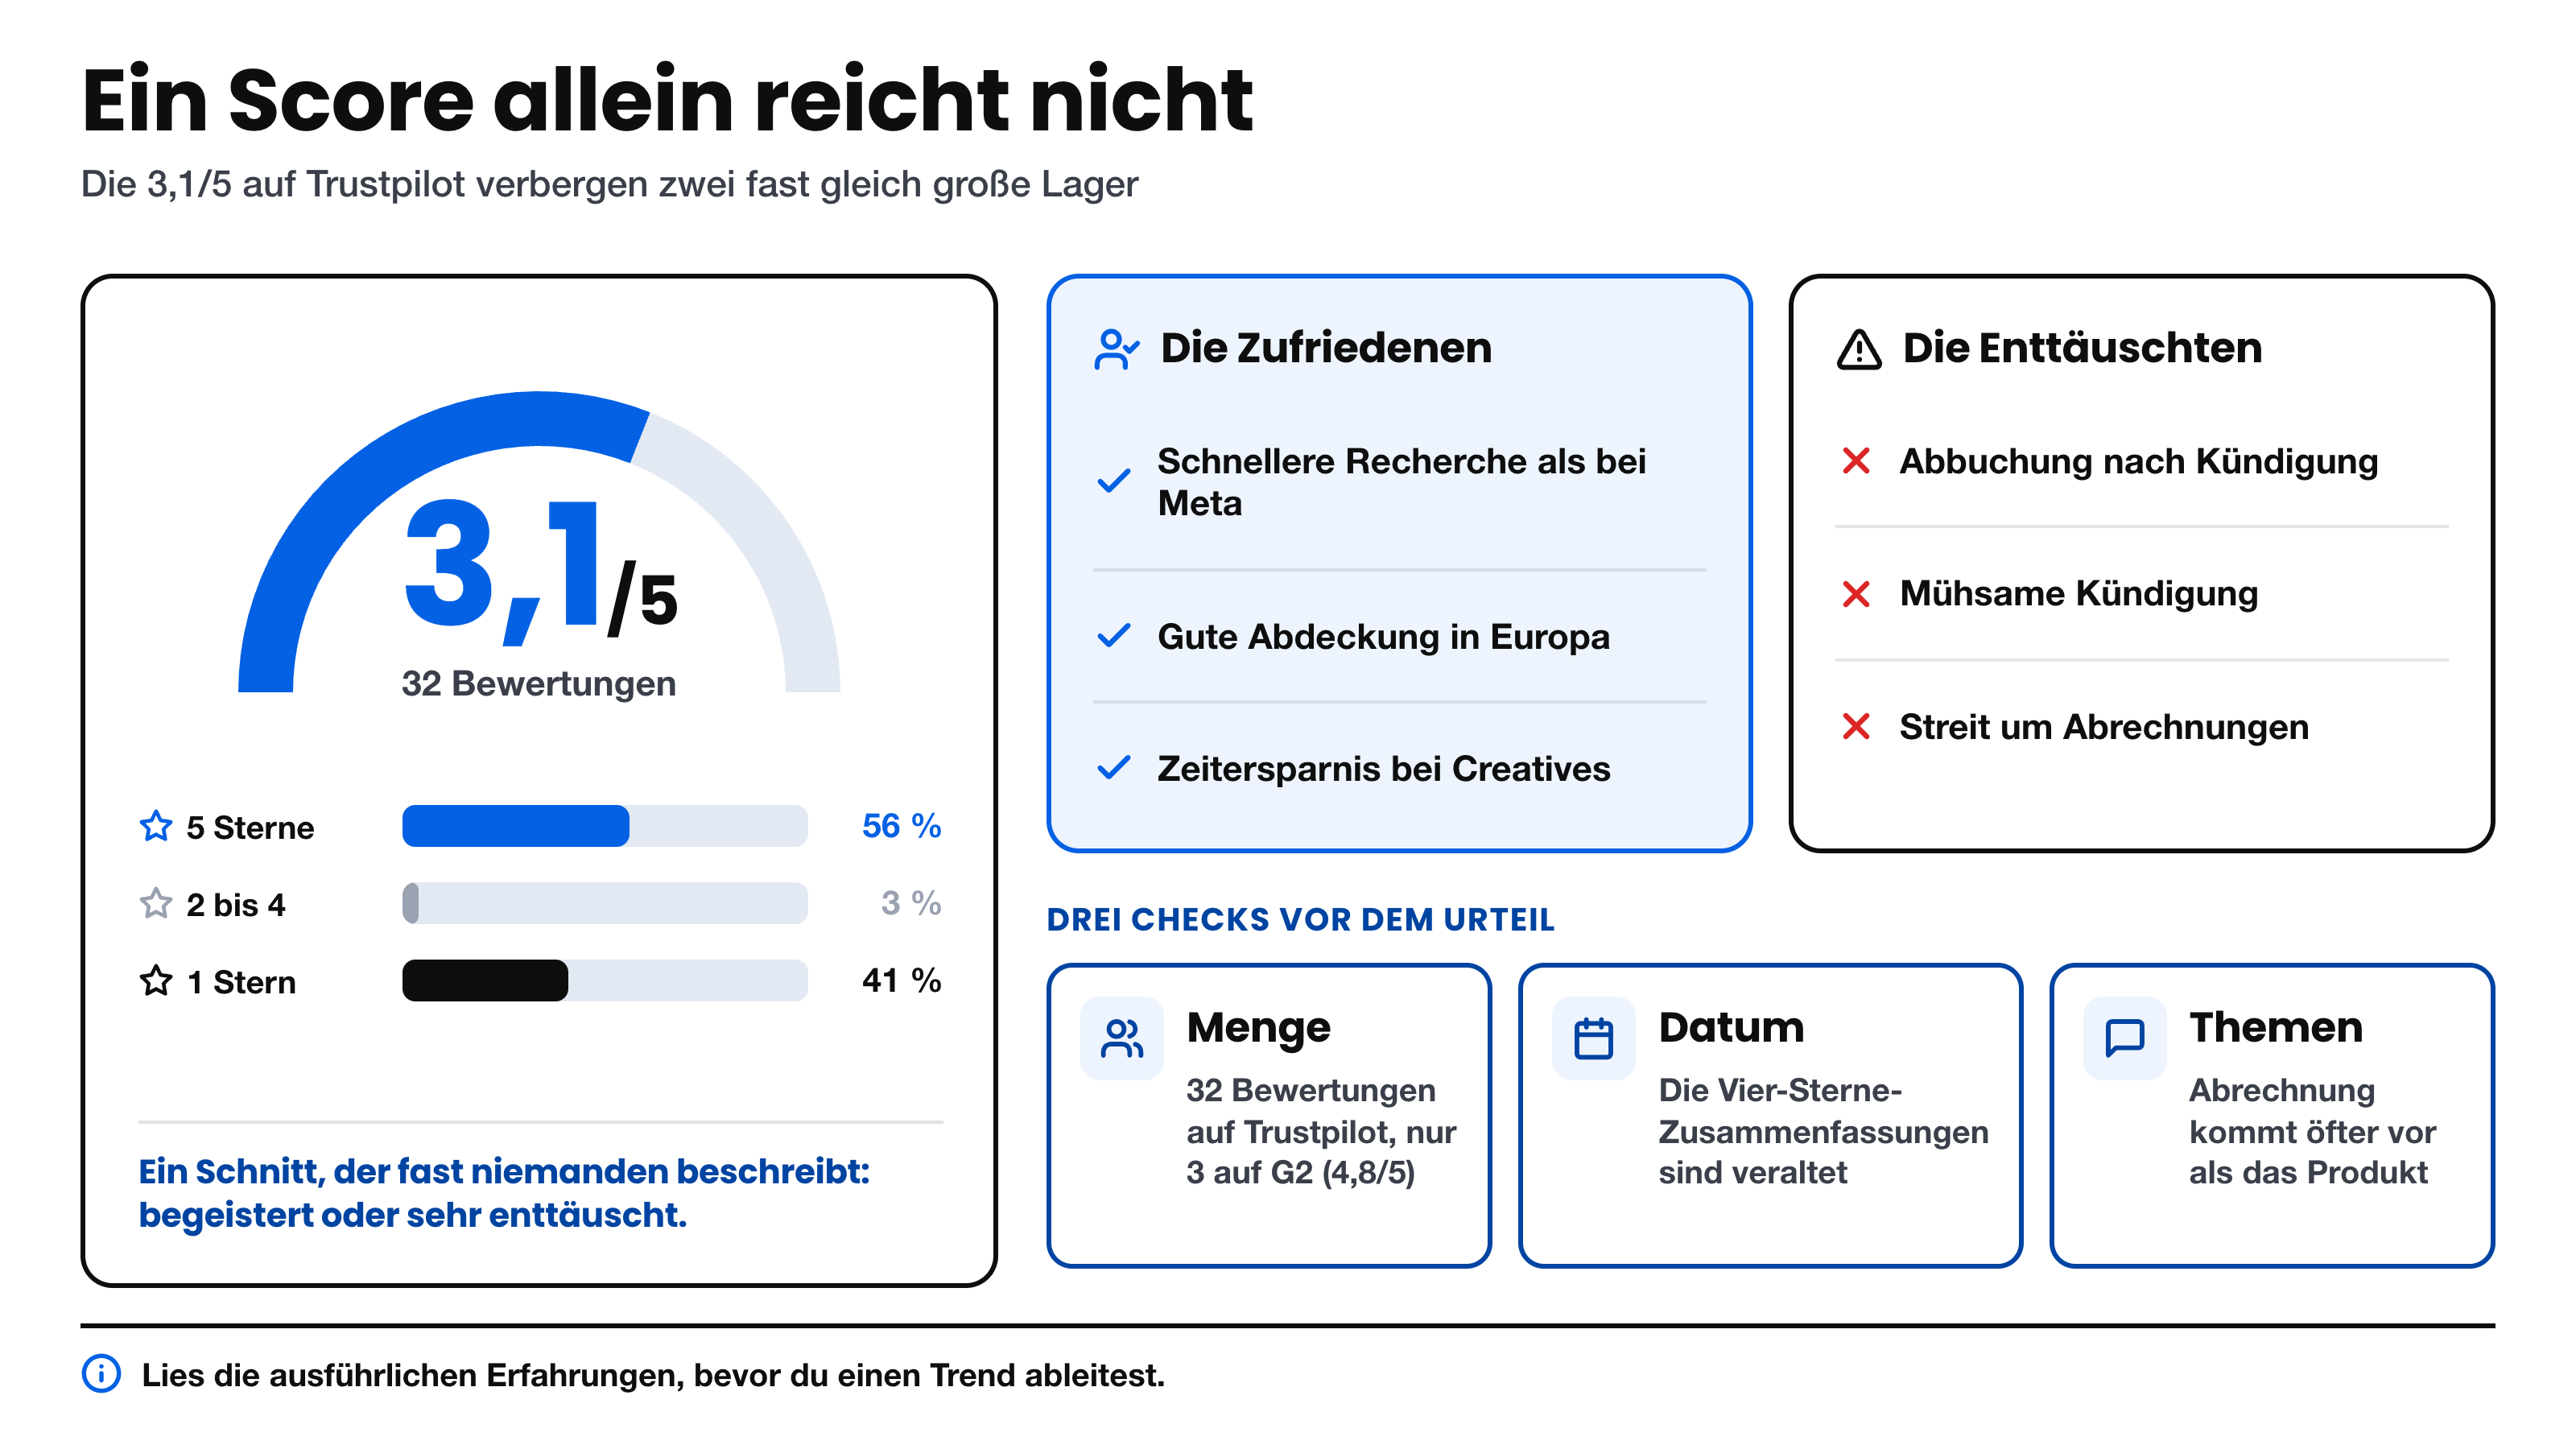 Ein Score allein reicht nicht
Die 3,1/5 auf Trustpilot verbergen zwei fast gleich große Lager
3,1/5
32 Bewertungen
5 Sterne 56 %
2 bis 4 3 %
1 Stern 41 %
Ein Schnitt, der fast niemanden beschreibt:
begeistert oder sehr enttäuscht.
Die Zufriedenen
Schnellere Recherche als bei
Meta
Gute Abdeckung in Europa
Zeitersparnis bei Creatives
Die Enttäuschten
Abbuchung nach Kündigung
Mühsame Kündigung
Streit um Abrechnungen
DREI CHECKS VOR DEM URTEIL
Menge
32 Bewertungen
auf Trustpilot, nur
3 auf G2 (4,8/5)
Datum
Die Vier-Sterne-
Zusammenfassungen
sind veraltet
Themen
Abrechnung
kommt öfter vor
als das Produkt
Lies die ausführlichen Erfahrungen, bevor du einen Trend ableitest.